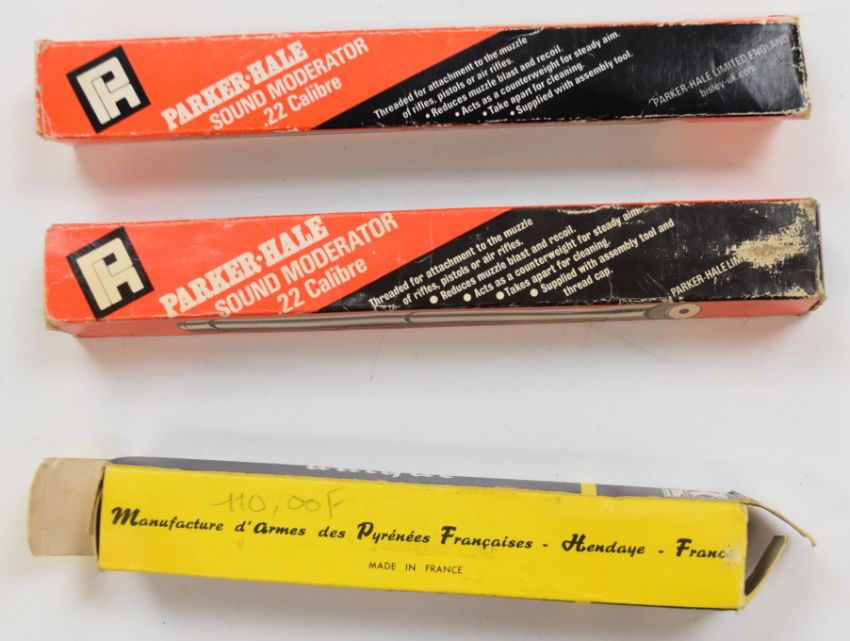 PARKER·HALE
SOUND MODERATOR
.22 Calibre
Threaded for attachment to the muzzle
of rifles, pistols or air rifles.
• Reduces muzzle blast and recoil.
• Acts as a counterweight for steady aim.
• Take apart for cleaning.
• Supplied with assembly tool.
PARKER-HALE LIMITED ENGLAND
bisley-uk.com
PARKER·HALE
SOUND MODERATOR
.22 Calibre
Threaded for attachment to the muzzle
of rifles, pistols or air rifles.
• Reduces muzzle blast and recoil.
• Acts as a counterweight for steady aim.
• Takes apart for cleaning.
• Supplied with assembly tool and
thread cap.
PARKER-HALE LIM
110,00F
Manufacture d'Armes des Pyrénées Françaises - Hendaye - France
MADE IN FRANCE